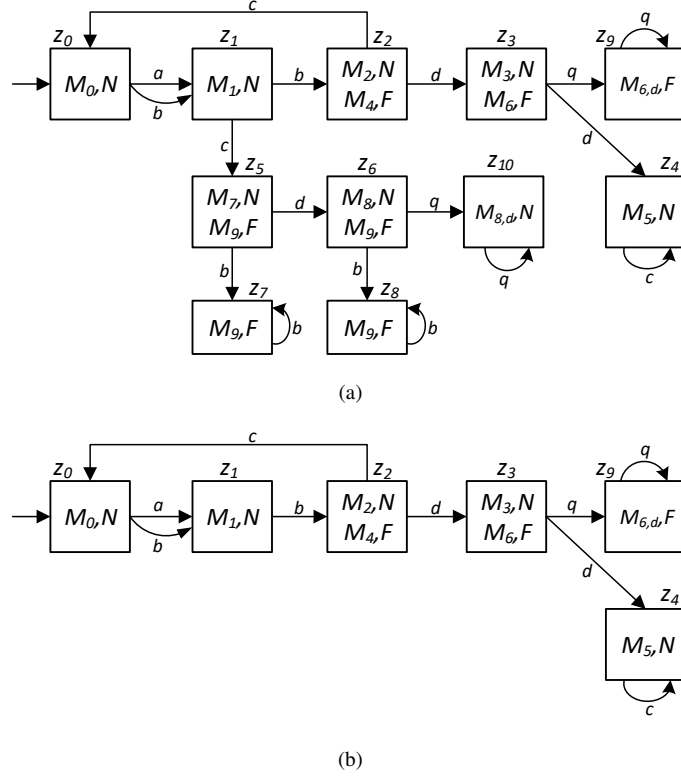 c
z0 z1 z2 z3 z9 q
M0,N a b M1,N b M2,N d M3,N q M6,d,F
M4,F M6,F
c d
z5 z6 z10 z4
M7,N d M8,N q M8,d,N M5,N
M9,F M9,F
b b q c
z7 z8
M9,F b M9,F b
(a)
c
z0 z1 z2 z3 z9 q
M0,N a b M1,N b M2,N d M3,N q M6,d,F
M4,F M6,F
d
z4
M5,N
c
(b)